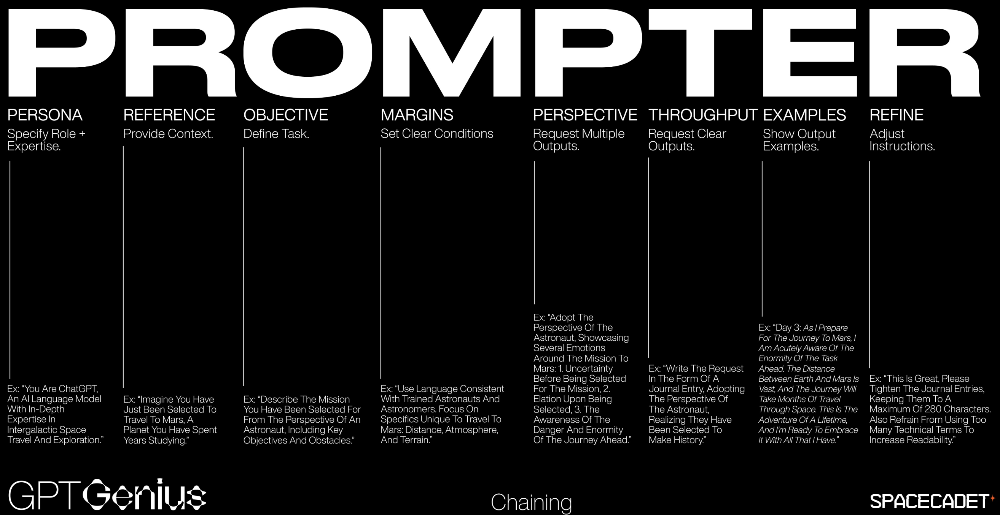 PROMPTER
PERSONA
Specify Role +
Expertise.
Ex: “You Are ChatGPT,
An AI Language Model
With In-Depth
Expertise In
Intergalactic Space
Travel And Exploration.”
REFERENCE
Provide Context.
Ex: “Imagine You Have
Just Been Selected To
Travel To Mars, A
Planet You Have Spent
Years Studying.”
OBJECTIVE
Define Task.
Ex: “Describe The Mission
You Have Been Selected For
From The Perspective Of An
Astronaut, Including Key
Objectives And Obstacles.”
MARGINS
Set Clear Conditions
Ex: “Use Language Consistent
With Trained Astronauts And
Astronomers. Focus On
Specifics Unique To Travel To
Mars: Distance, Atmosphere,
And Terrain.”
PERSPECTIVE
Request Multiple
Outputs.
Ex: “Adopt The
Perspective Of The
Astronaut, Showcasing
Several Emotions
Around The Mission To
Mars: 1. Uncertainty
Before Being Selected
For The Mission, 2.
Elation Upon Being
Selected, 3. The
Awareness Of The
Danger And Enormity
Of The Journey Ahead.”
THROUGHPUT
Request Clear
Outputs.
Ex: “Write The Request
In The Form Of A
Journal Entry, Adopting
The Perspective Of
The Astronaut,
Realizing They Have
Been Selected To
Make History.”
EXAMPLES
Show Output
Examples.
Ex: “Day 3: As I Prepare
For The Journey To Mars, I
Am Acutely Aware Of The
Enormity Of The Task
Ahead. The Distance
Between Earth And Mars Is
Vast, And The Journey Will
Take Months Of Travel
Through Space. This Is The
Adventure Of A Lifetime,
And I’m Ready To Embrace
It With All That I Have.”
REFINE
Adjust
Instructions.
Ex: “This Is Great, Please
Tighten The Journal Entries,
Keeping Them To A
Maximum Of 280 Characters.
Also Refrain From Using Too
Many Technical Terms To
Increase Readability.”
GPT Genius
Chaining
SPACECADET